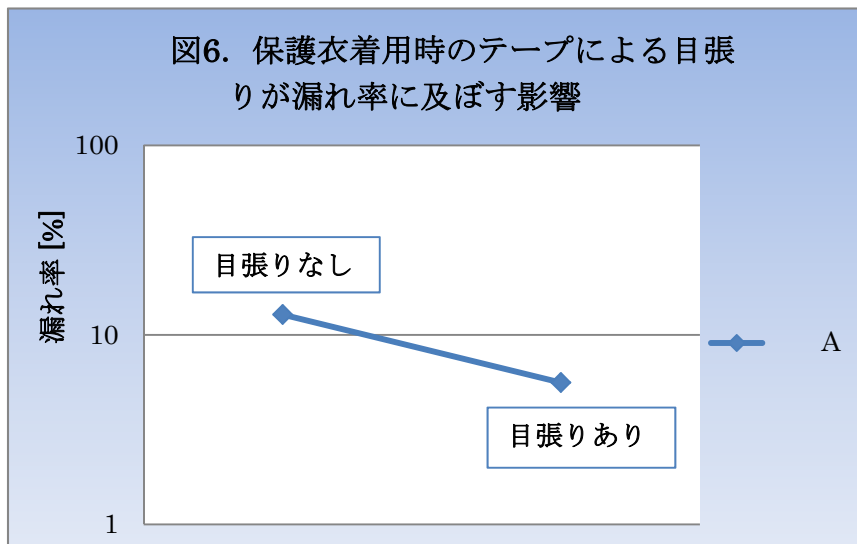 図6. 保護衣着用時のテープによる目張
りが漏れ率に及ぼす影響
100
漏れ率 [%]
目張りなし
10
A
目張りあり
1